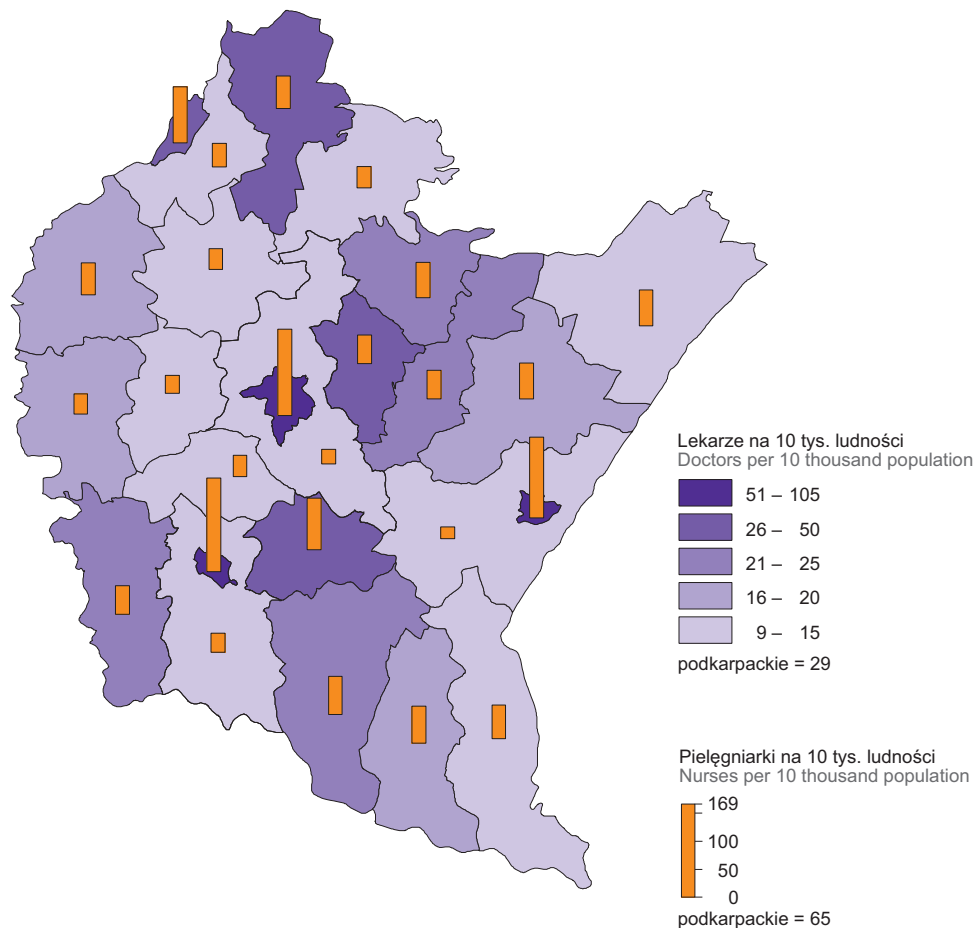 Lekarze na 10 tys. ludności
Doctors per 10 thousand population
51 – 105
26 – 50
21 – 25
16 – 20
9 – 15
podkarpackie = 29
Pielęgniarki na 10 tys. ludności
Nurses per 10 thousand population
169
100
50
0
podkarpackie = 65